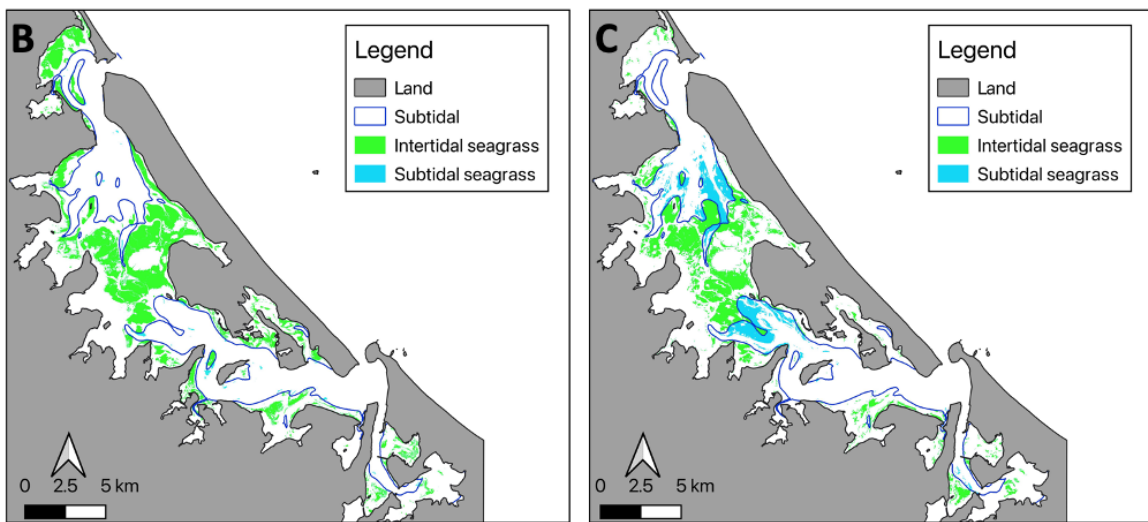 B
Legend
Land
Subtidal
Intertidal seagrass
Subtidal seagrass
0 2.5 5 km
C
Legend
Land
Subtidal
Intertidal seagrass
Subtidal seagrass
0 2.5 5 km